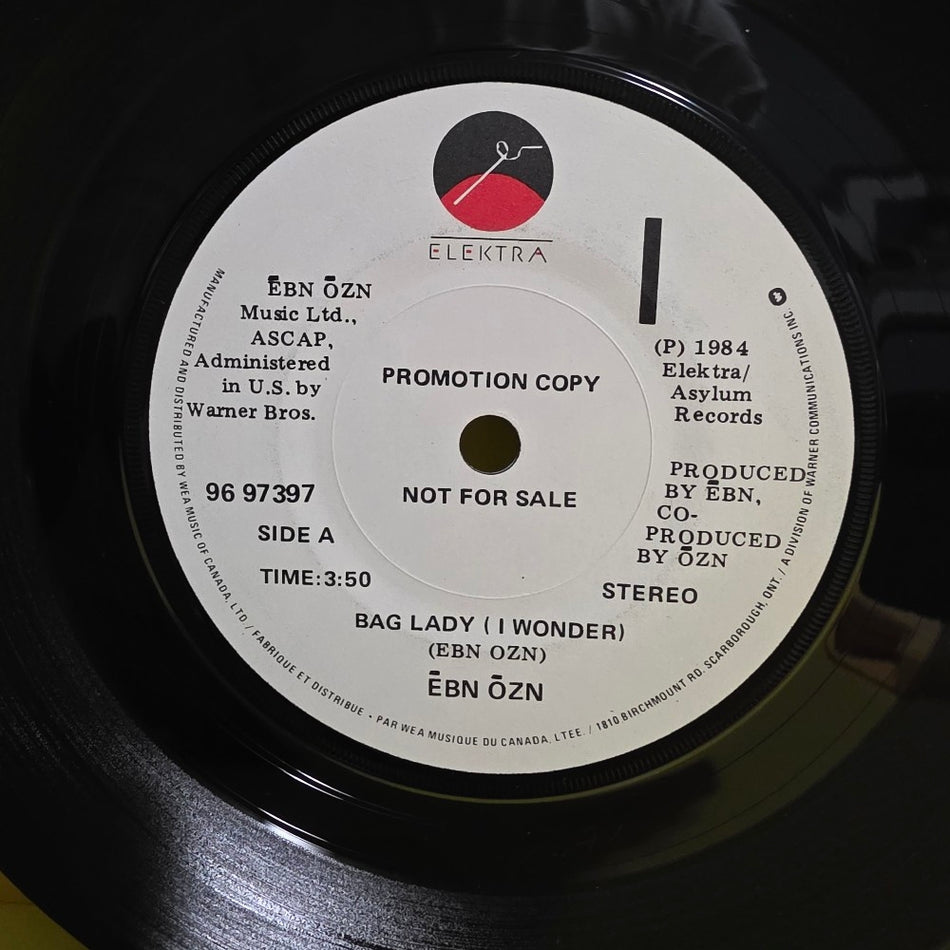 ELEKTRA
ĒBN ŌZN
Music Ltd.,
ASCAP,
Administered
in U.S. by
Warner Bros.
(P) 1984
Elektra/
Asylum
Records
PROMOTION COPY
NOT FOR SALE
96 97397
SIDE A
TIME:3:50
PRODUCED
BY ĒBN,
CO-
PRODUCED
BY ŌZN
STEREO
BAG LADY ( I WONDER)
(EBN OZN)
ĒBN ŌZN
MANUFACTURED AND DISTRIBUTED BY WEA MUSIC OF CANADA, LTD / FABRIQUE ET DISTRIBUE • PAR WEA MUSIQUE DU CANADA, LTEE. / 1810 BIRCHMOUNT RD. SCARBOROUGH, ONT. / A DIVISION OF WARNER COMMUNICATIONS INC.